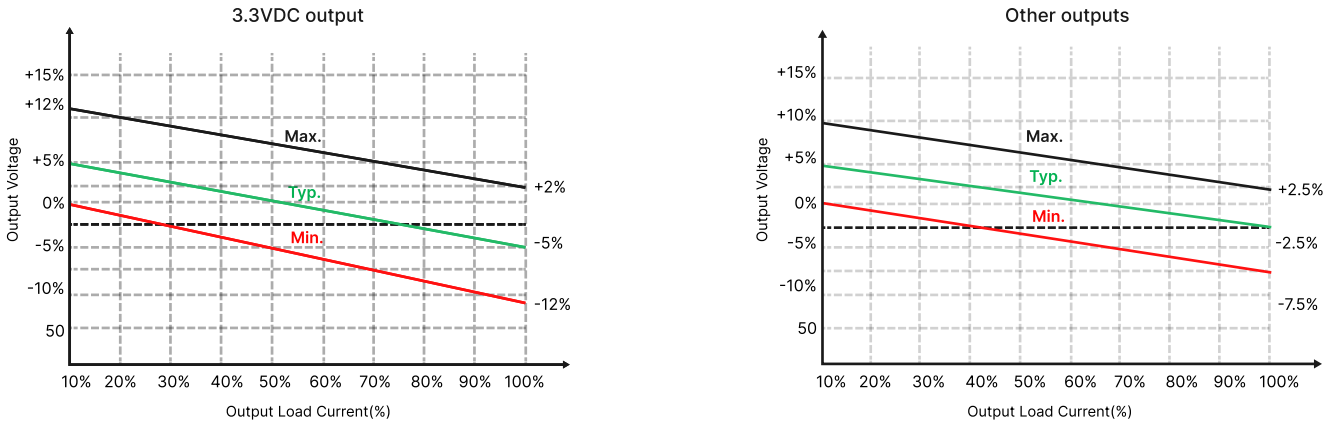 3.3VDC output
+15%
+12%
+5%
0%
-5%
-10%
50
Output Voltage
Max.
Typ.
Min.
+2%
-5%
-12%
10% 20% 30% 40% 50% 60% 70% 80% 90% 100%
Output Load Current(%)
Other outputs
+15%
+10%
+5%
0%
-5%
-10%
50
Output Voltage
Max.
Typ.
Min.
+2.5%
-2.5%
-7.5%
10% 20% 30% 40% 50% 60% 70% 80% 90% 100%
Output Load Current(%)